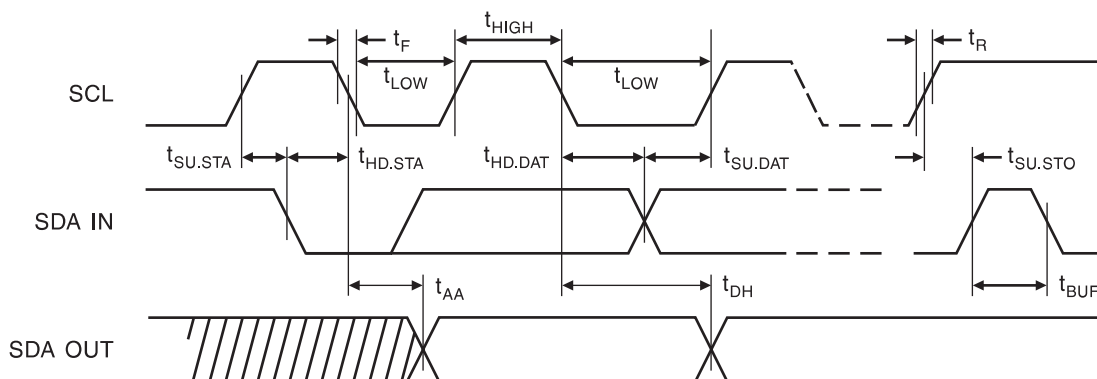 tHIGH
tF
tR
tLOW
tLOW
SCL
tSU.STA
tHD.STA
tHD.DAT
tSU.DAT
tSU.STO
SDA IN
tAA
tDH
tBUF
SDA OUT